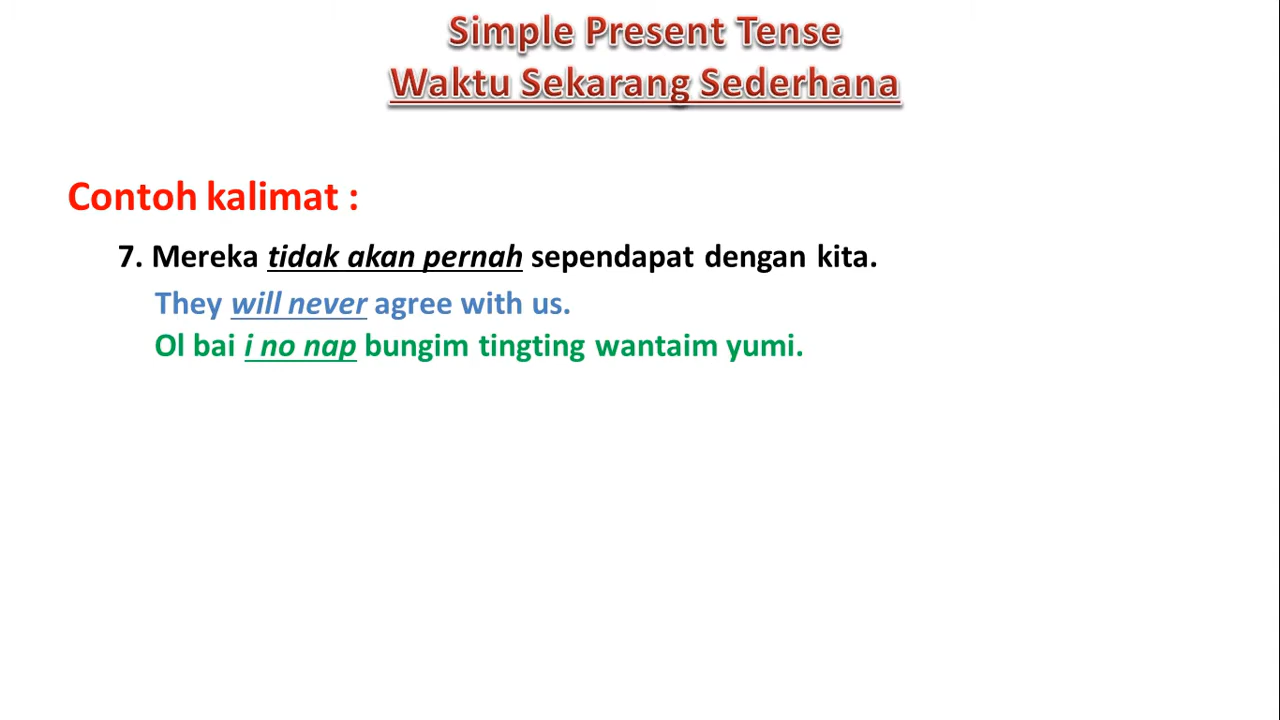 Simple Present Tense
Waktu Sekarang Sederhana
Contoh kalimat :
7. Mereka tidak akan pernah sependapat dengan kita.
They will never agree with us.
Ol bai i no nap bungim tingting wantaim yumi.